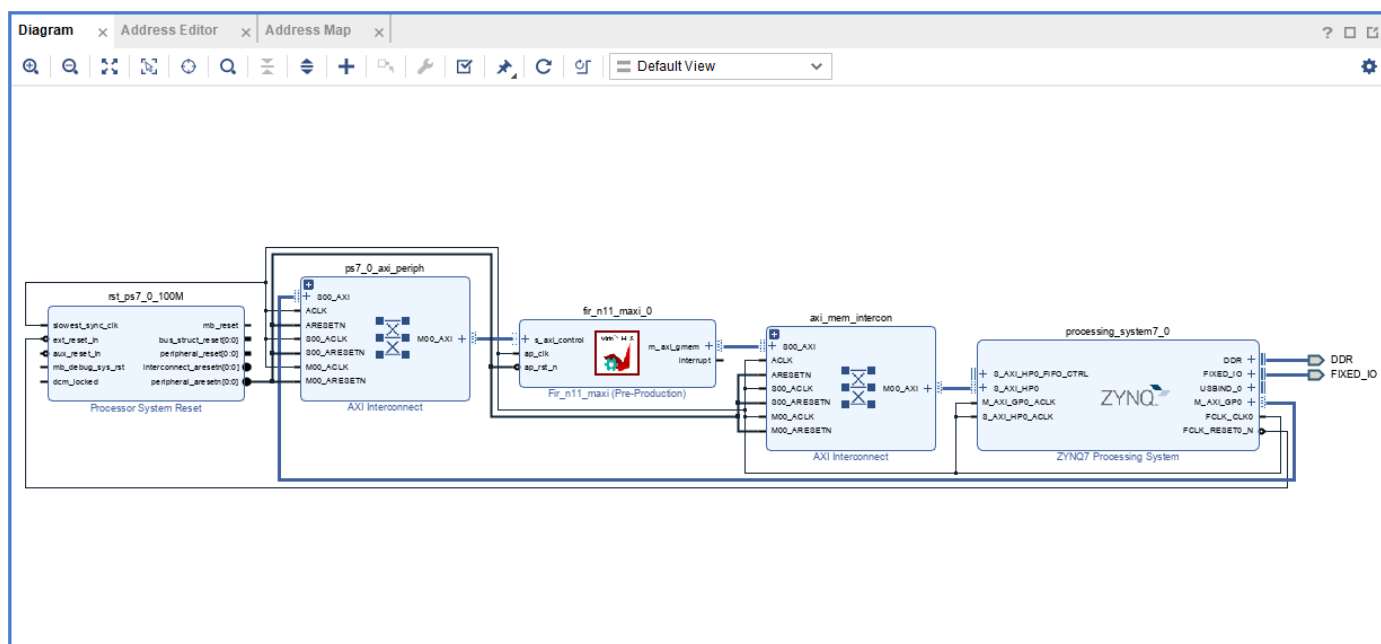 Diagram × Address Editor × Address Map ×
?
Default View
rst_ps7_0_100M
slowest_sync_clk
ext_reset_in
aux_reset_in
mb_debug_sys_rst
dcm_locked
mb_reset
bus_struct_reset[0:0]
peripheral_reset[0:0]
interconnect_aresetn[0:0]
peripheral_aresetn[0:0]
Processor System Reset
ps7_0_axi_periph
S00_AXI
ACLK
ARESETN
S00_ACLK
S00_ARESETN
M00_ACLK
M00_ARESETN
M00_AXI
AXI Interconnect
fir_n11_maxi_0
s_axi_control
ap_clk
ap_rst_n
m_axi_gmem
interrupt
Fir_n11_maxi (Pre-Production)
axi_mem_intercon
S00_AXI
ACLK
ARESETN
S00_ACLK
S00_ARESETN
M00_ACLK
M00_ARESETN
M00_AXI
AXI Interconnect
processing_system7_0
S_AXI_HP0_FIFO_CTRL
S_AXI_HP0
M_AXI_GP0_ACLK
S_AXI_HP0_ACLK
ZYNQ
DDR
FIXED_IO
USBIND_0
M_AXI_GP0
FCLK_CLK0
FCLK_RESET0_N
ZYNQ7 Processing System
DDR
FIXED_IO